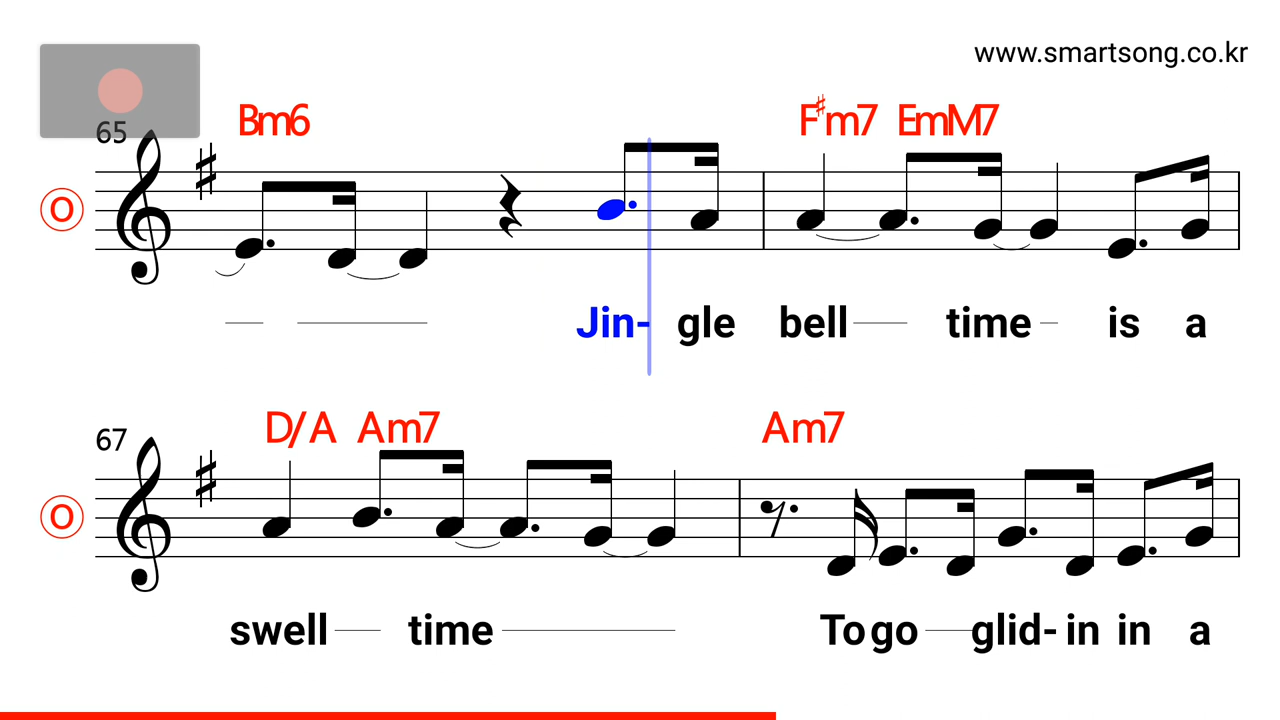 www.smartsong.co.kr
65
Bm6 F♯m7 EmM7
O
Jin- gle bell time is a
67
D/A Am7 Am7
O
swell time To go glid- in in a